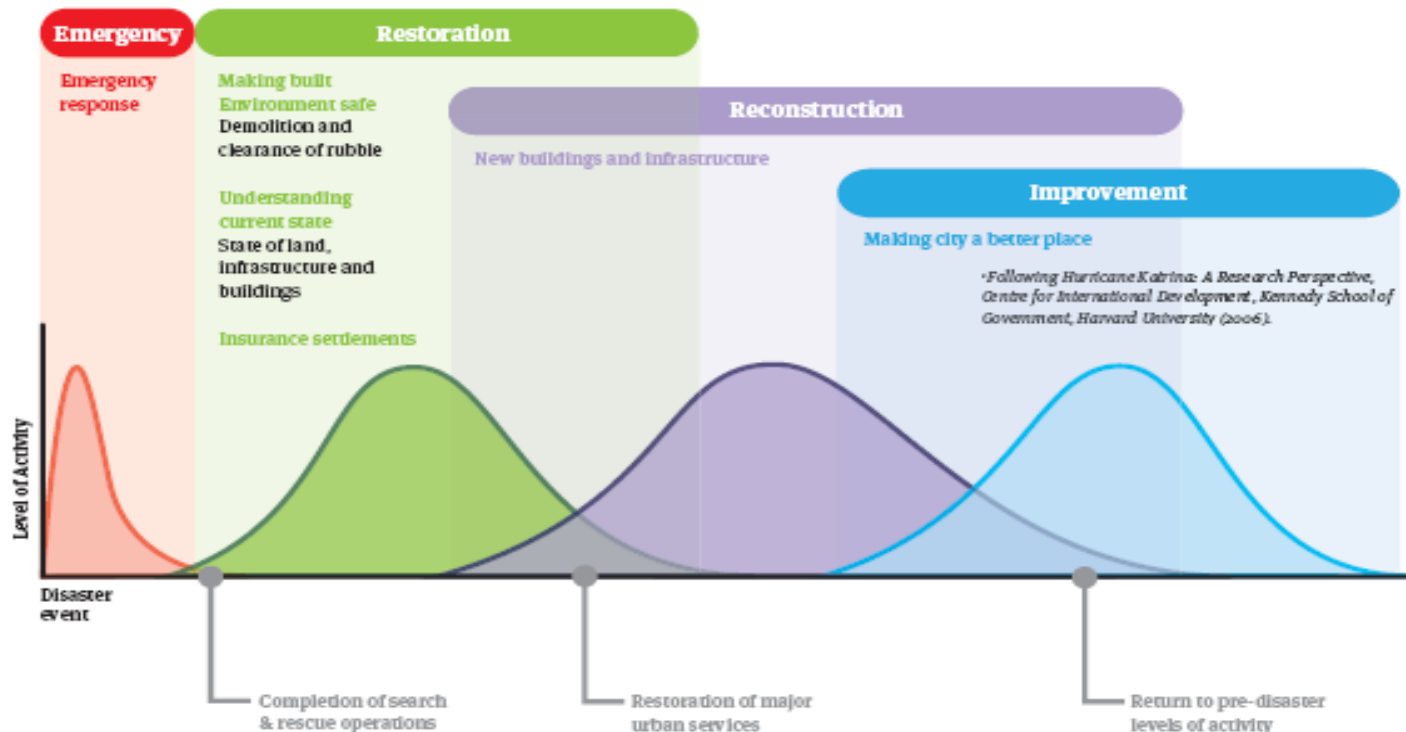 Emergency
Restoration
Emergency
response
Making built
Environment safe
Demolition and
clearance of rubble
Understanding
current state
State of land,
infrastructure and
buildings
Insurance settlements
Reconstruction
New buildings and infrastructure
Improvement
Making city a better place
*Following Hurricane Katrina: A Research Perspective,
Centre for International Development, Kennedy School of
Government, Harvard University (2006).
Level of Activity
Disaster
event
Completion of search
& rescue operations
Restoration of major
urban services
Return to pre-disaster
levels of activity